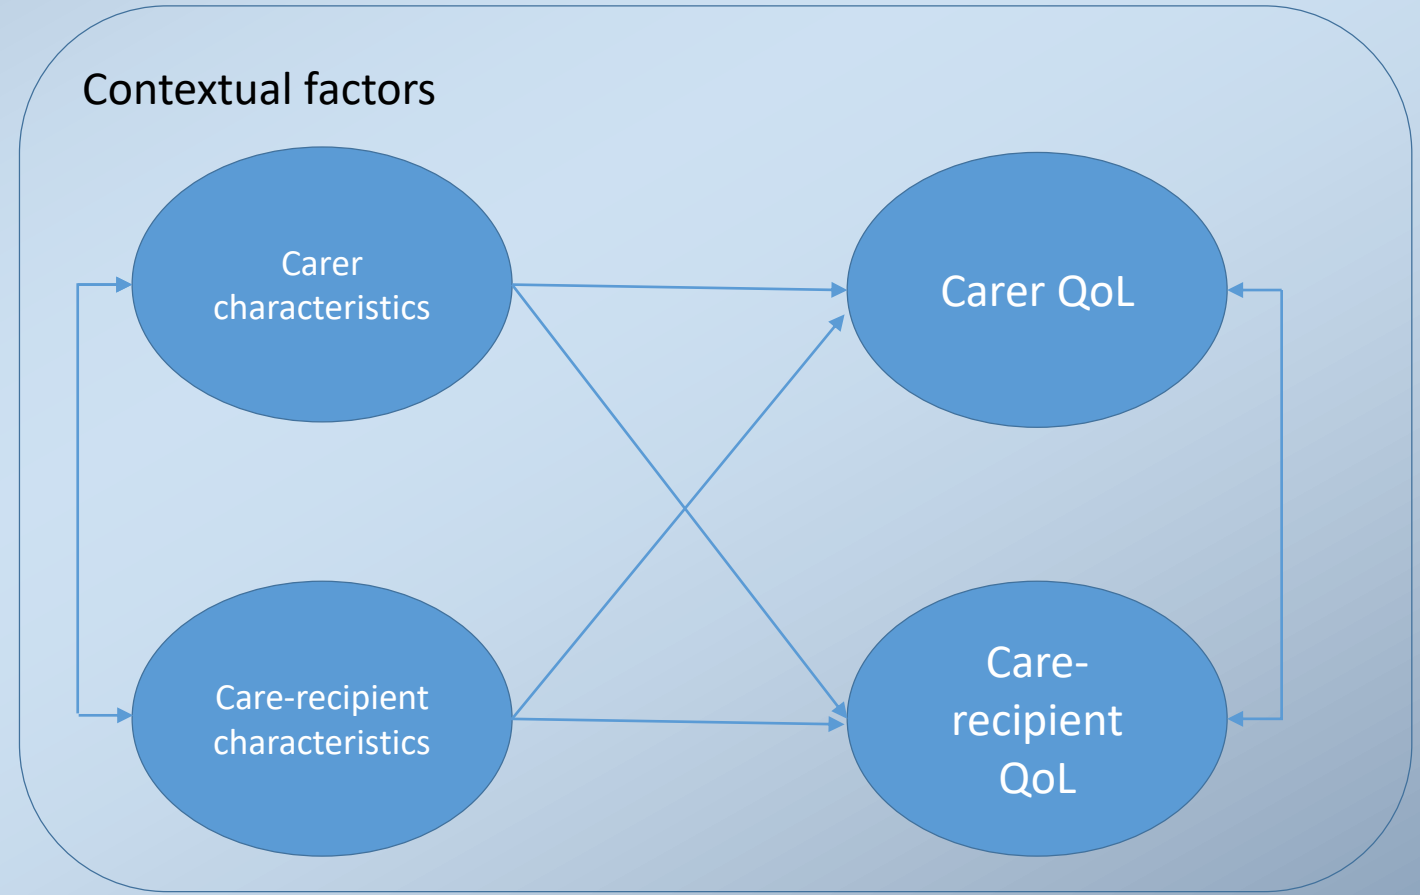 Contextual factors
Carer
characteristics
Carer QoL
Care-recipient
characteristics
Care-
recipient
QoL